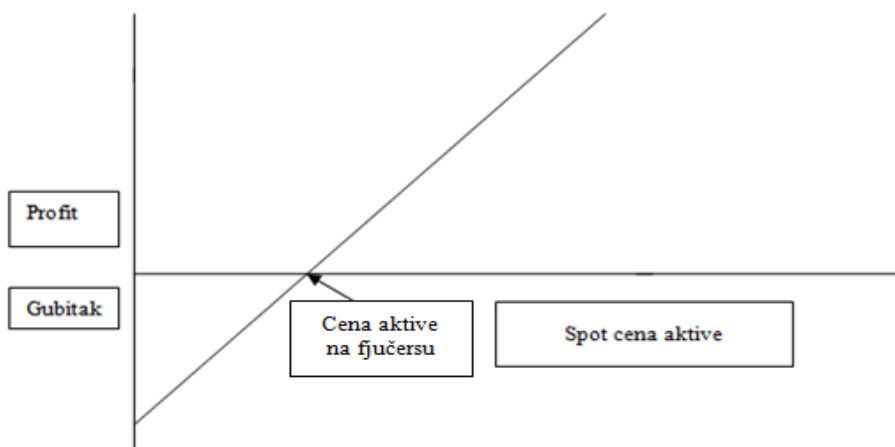 Profit
Gubitak
Cena aktive
na fjučersu
Spot cena aktive